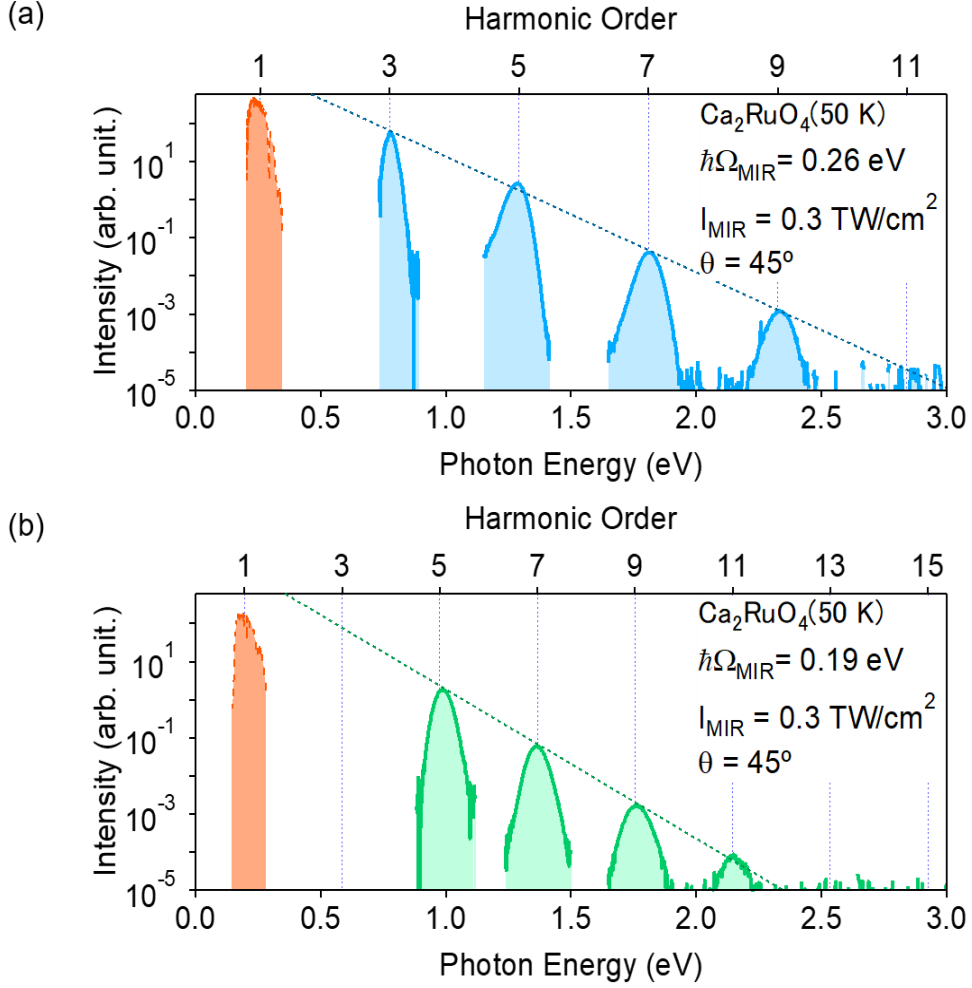 (a)
Harmonic Order
1 3 5 7 9 11
Intensity (arb. unit.)
10^1
10^-1
10^-3
10^-5
Ca₂RuO₄(50 K)
ℏΩ_MIR = 0.26 eV
I_MIR = 0.3 TW/cm²
θ = 45º
0.0 0.5 1.0 1.5 2.0 2.5 3.0
Photon Energy (eV)
(b)
Harmonic Order
1 3 5 7 9 11 13 15
Intensity (arb. unit.)
10^1
10^-1
10^-3
10^-5
Ca₂RuO₄(50 K)
ℏΩ_MIR = 0.19 eV
I_MIR = 0.3 TW/cm²
θ = 45º
0.0 0.5 1.0 1.5 2.0 2.5 3.0
Photon Energy (eV)